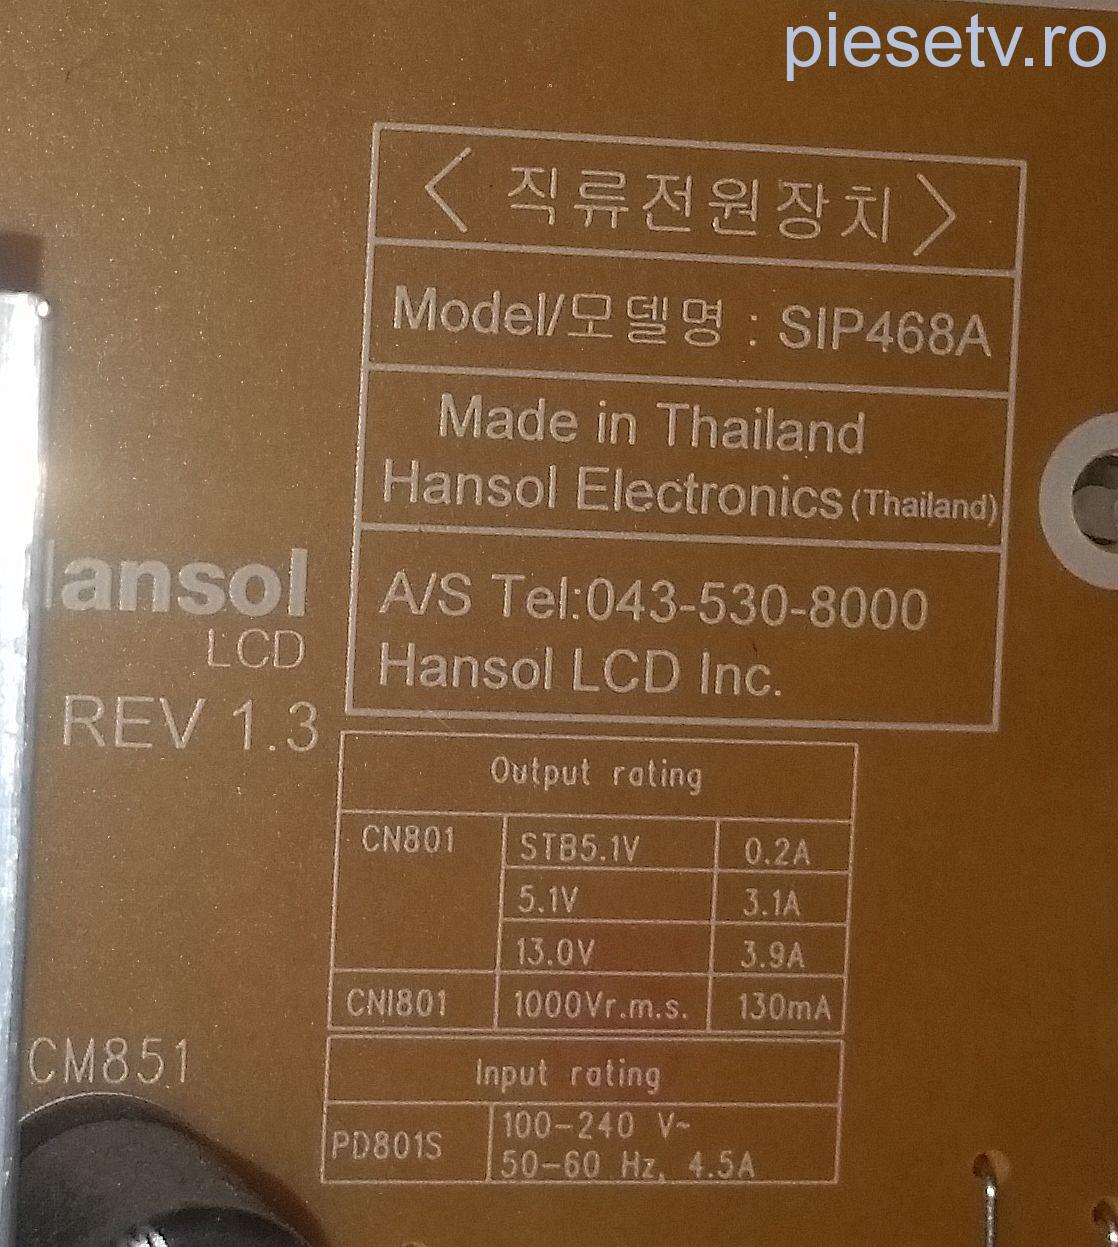 piesetv.ro
< 직류전원장치 >
Model/모델명 : SIP468A
Made in Thailand
Hansol Electronics (Thailand)
A/S Tel:043-530-8000
Hansol LCD Inc.
Hansol
LCD
REV 1.3
Output rating
CN801 STB5.1V 0.2A
5.1V 3.1A
13.0V 3.9A
CNI801 1000Vr.m.s. 130mA
Input rating
PD801S 100-240 V~
50-60 Hz, 4.5A
CM851